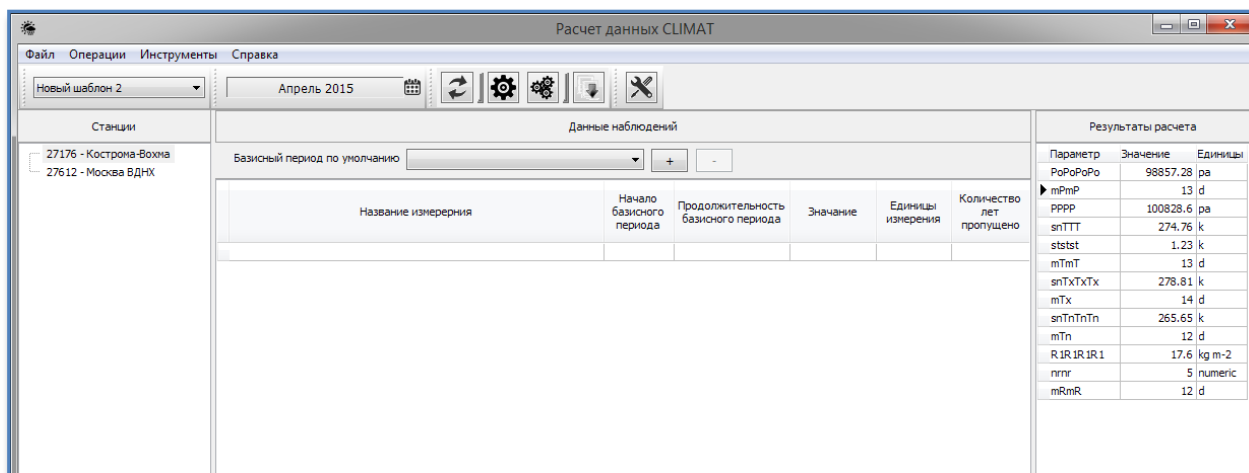 Расчет данных CLIMAT
Файл Операции Инструменты Справка
Новый шаблон 2 Апрель 2015
Станции Данные наблюдений Результаты расчета
27176 - Кострома-Вохма
27612 - Москва ВДНХ
Базисный период по умолчанию + -
Название измерерния Начало базисного периода Продолжительность базисного периода Значание Единицы измерения Количество лет пропущено
Параметр Значение Единицы
PoPoPoPo 98857.28 pa
mPmP 13 d
PPPP 100828.6 pa
snTTT 274.76 k
ststst 1.23 k
mTmT 13 d
snTxTxTx 278.81 k
mTx 14 d
snTnTnTn 265.65 k
mTn 12 d
R1R1R1R1 17.6 kg m-2
nrnr 5 numeric
mRmR 12 d